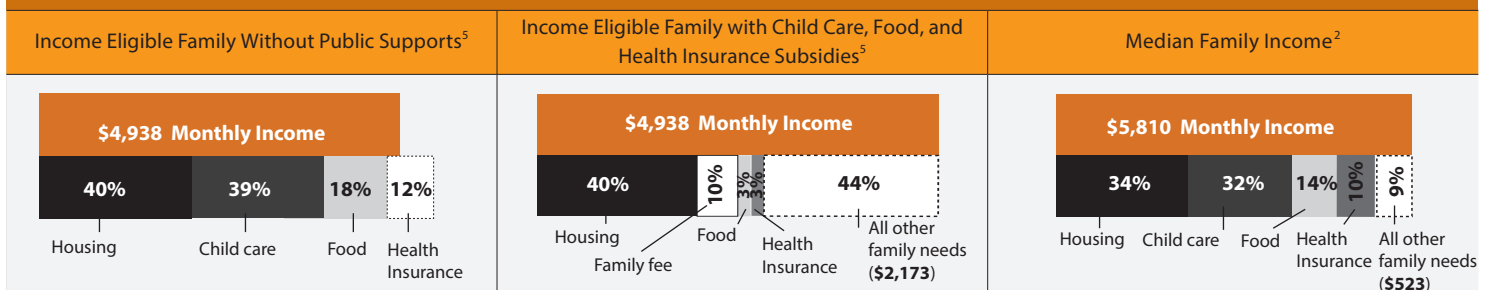 Income Eligible Family Without Public Supports5
Income Eligible Family with Child Care, Food, and
Health Insurance Subsidies5
Median Family Income2
$4,938 Monthly Income
40%
39%
18%
12%
Housing
Child care
Food
Health
Insurance
$4,938 Monthly Income
40%
10%
3%
3%
44%
Housing
Family fee
Food
Health
Insurance
All other
family needs
($2,173)
$5,810 Monthly Income
34%
32%
14%
10%
9%
Housing
Child care
Food
Health
Insurance
All other
family needs
($523)